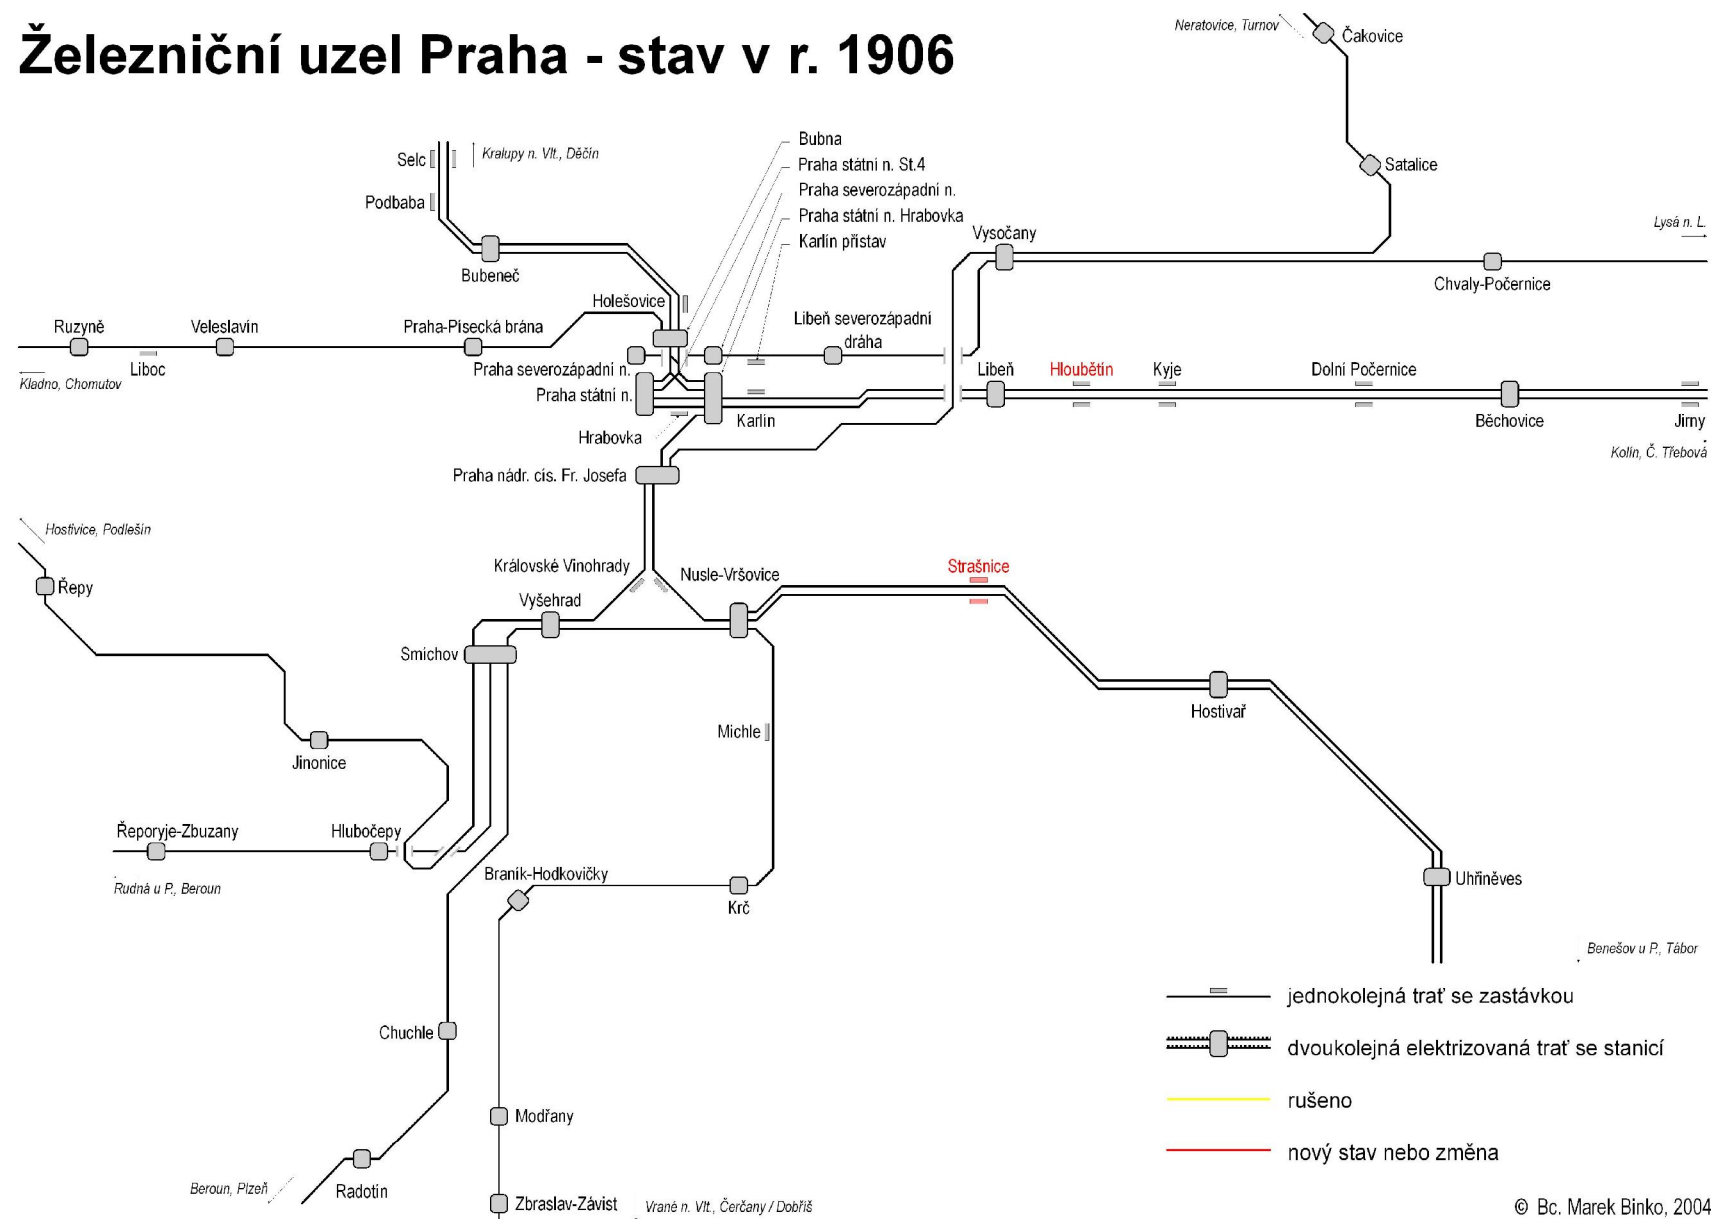 Železniční uzel Praha - stav v r. 1906
Neratovice, Turnov
Čakovice
Selc
Kralupy n. Vlt., Děčín
Podbaba
Bubna
Praha státní n. St.4
Praha severozápadní n.
Praha státní n. Hrabovka
Karlín přístav
Satalice
Lysá n. L.
Vysočany
Bubeneč
Chvaly-Počernice
Holešovice
Ruzyně
Veleslavín
Praha-Písecká brána
Libeň severozápadní
dráha
Liboc
Kladno, Chomutov
Praha severozápadní n.
Praha státní n.
Libeň
Hloubětín
Kyje
Dolní Počernice
Karlín
Běchovice
Jirny
Hrabovka
Kolín, Č. Třebová
Praha nádr. cís. Fr. Josefa
Hostivice, Podlešín
Řepy
Královské Vinohrady
Nusle-Vršovice
Strašnice
Vyšehrad
Smíchov
Hostivař
Michle
Jinonice
Řeporyje-Zbuzany
Hlubočepy
Rudná u P., Beroun
Braník-Hodkovičky
Krč
Uhříněves
Benešov u P., Tábor
jednokolejná trať se zastávkou
Chuchle
dvoukolejná elektrizovaná trať se stanicí
rušeno
Modřany
nový stav nebo změna
Radotín
Beroun, Plzeň
Zbraslav-Závist
Vrané n. Vlt., Čerčany / Dobříš
© Bc. Marek Binko, 2004